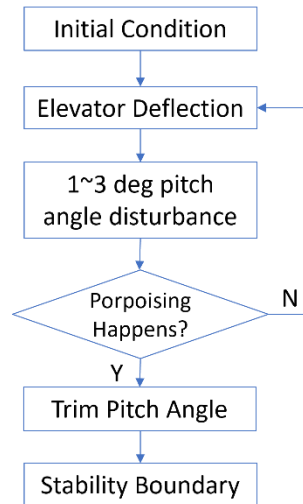 Initial Condition
Elevator Deflection
1~3 deg pitch
angle disturbance
Porpoising
Happens?
N
Y
Trim Pitch Angle
Stability Boundary